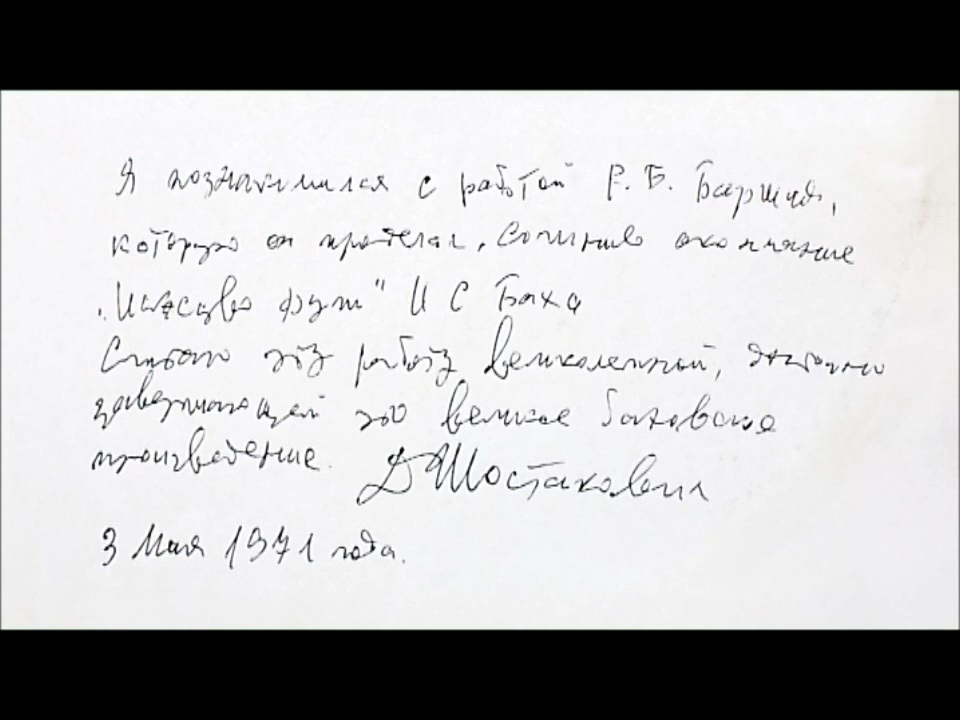 Я познакомился с работой Р. Б. Баршая,
которую он проделал, сочинив окончание
„Искусство фуги" И С Баха
Считаю эту работу великолепной,
завершающей это великое баховское
произведение. Д Шостакович
3 Мая 1971 года.